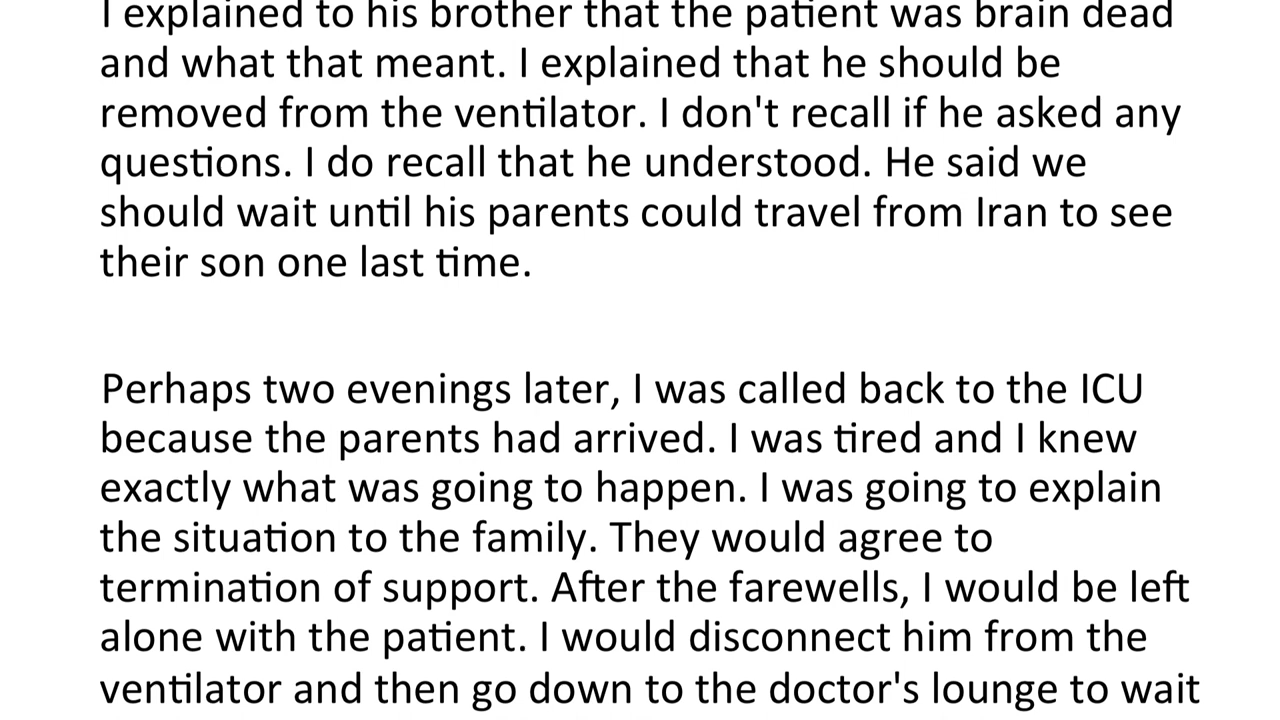 I explained to his brother that the patient was brain dead
and what that meant. I explained that he should be
removed from the ventilator. I don't recall if he asked any
questions. I do recall that he understood. He said we
should wait until his parents could travel from Iran to see
their son one last time.
Perhaps two evenings later, I was called back to the ICU
because the parents had arrived. I was tired and I knew
exactly what was going to happen. I was going to explain
the situation to the family. They would agree to
termination of support. After the farewells, I would be left
alone with the patient. I would disconnect him from the
ventilator and then go down to the doctor's lounge to wait